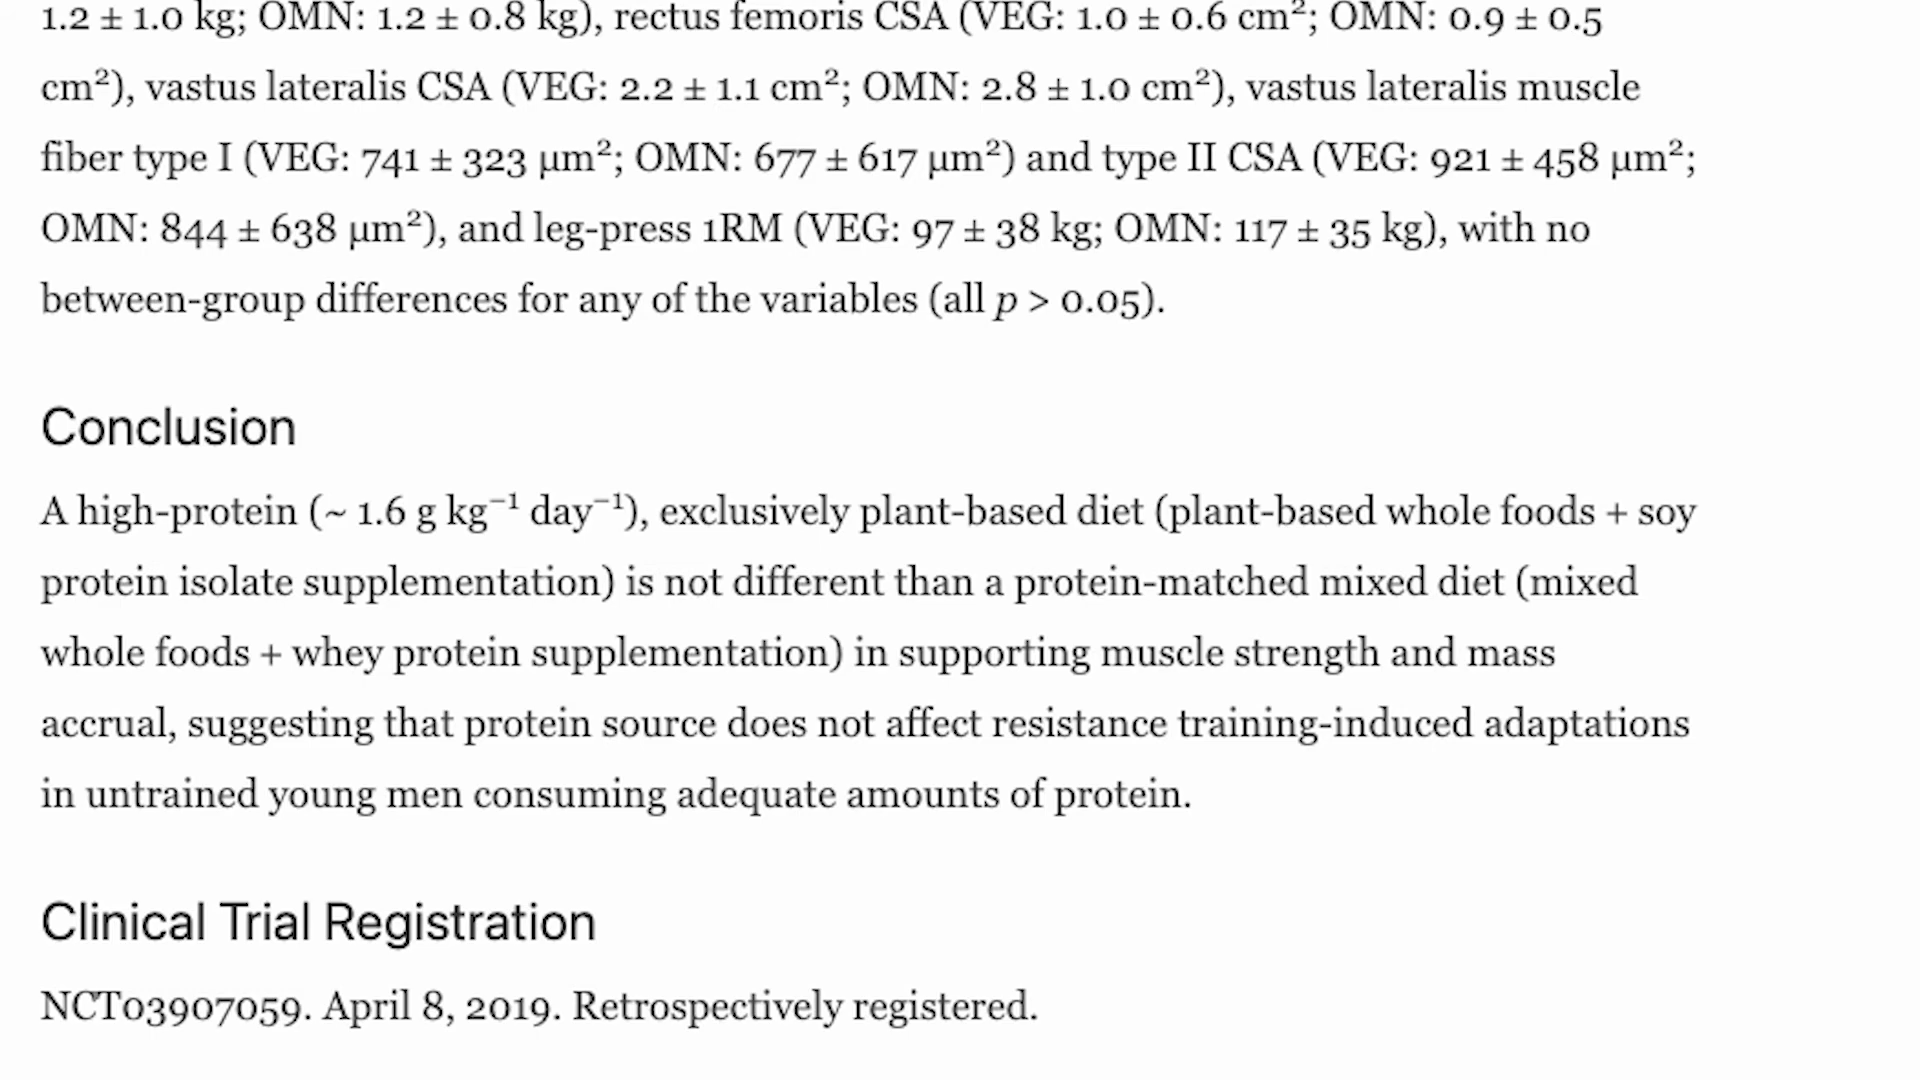 1.2 ± 1.0 kg; OMN: 1.2 ± 0.8 kg), rectus femoris CSA (VEG: 1.0 ± 0.6 cm²; OMN: 0.9 ± 0.5
cm²), vastus lateralis CSA (VEG: 2.2 ± 1.1 cm²; OMN: 2.8 ± 1.0 cm²), vastus lateralis muscle
fiber type I (VEG: 741 ± 323 µm²; OMN: 677 ± 617 µm²) and type II CSA (VEG: 921 ± 458 µm²;
OMN: 844 ± 638 µm²), and leg-press 1RM (VEG: 97 ± 38 kg; OMN: 117 ± 35 kg), with no
between-group differences for any of the variables (all p > 0.05).
Conclusion
A high-protein (~ 1.6 g kg⁻¹ day⁻¹), exclusively plant-based diet (plant-based whole foods + soy
protein isolate supplementation) is not different than a protein-matched mixed diet (mixed
whole foods + whey protein supplementation) in supporting muscle strength and mass
accrual, suggesting that protein source does not affect resistance training-induced adaptations
in untrained young men consuming adequate amounts of protein.
Clinical Trial Registration
NCT03907059. April 8, 2019. Retrospectively registered.